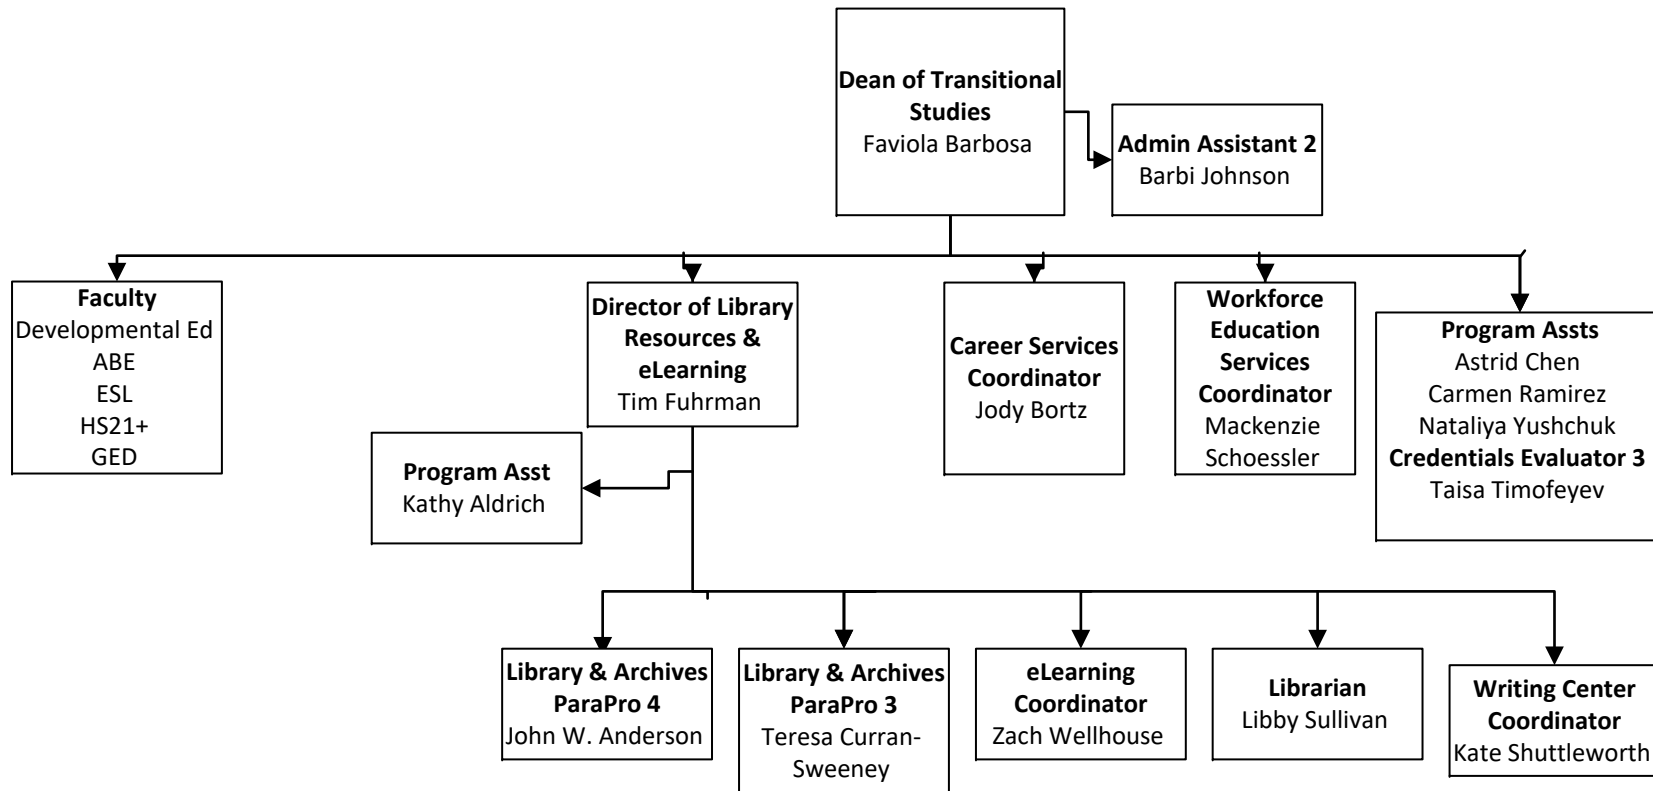 Dean of Transitional
Studies
Faviola Barbosa
Admin Assistant 2
Barbi Johnson
Faculty
Developmental Ed
ABE
ESL
HS21+
GED
Director of Library
Resources &
eLearning
Tim Fuhrman
Career Services
Coordinator
Jody Bortz
Workforce
Education
Services
Coordinator
Mackenzie
Schoessler
Program Assts
Astrid Chen
Carmen Ramirez
Nataliya Yushchuk
Credentials Evaluator 3
Taisa Timofeyev
Program Asst
Kathy Aldrich
Library & Archives
ParaPro 4
John W. Anderson
Library & Archives
ParaPro 3
Teresa Curran-
Sweeney
eLearning
Coordinator
Zach Wellhouse
Librarian
Libby Sullivan
Writing Center
Coordinator
Kate Shuttleworth